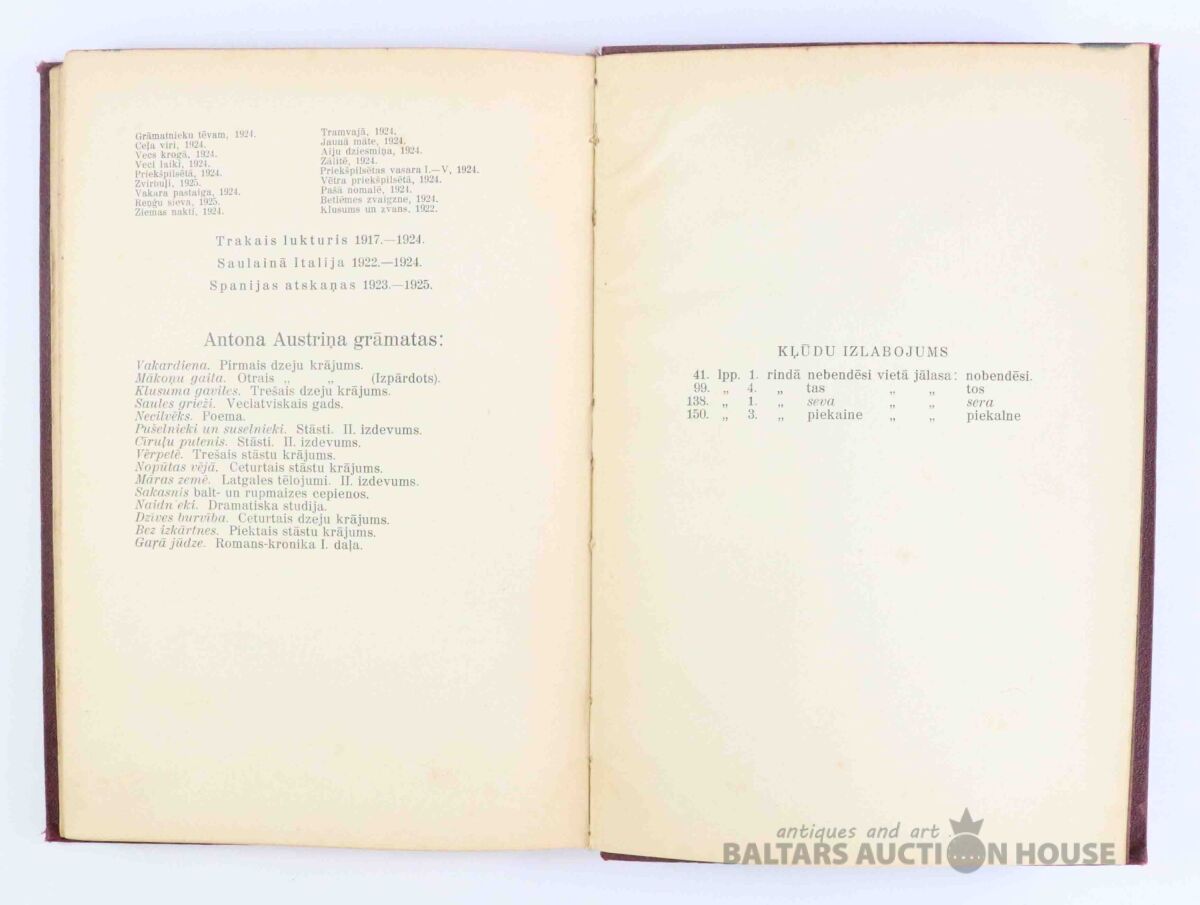 Grāmatnieku tēvam, 1924.
Ceļa vīri, 1924.
Vecs krogā, 1924.
Veci laiki, 1924.
Priekšpilsētā, 1924.
Zvirbuļi, 1925.
Vakara pastaiga, 1924.
Reņģu sieva, 1925.
Ziemas naktī, 1924.
Tramvajā, 1924.
Jaunā māte, 1924.
Aiju dziesmiņa, 1924.
Zālītē, 1924.
Priekšpilsētas vasara I.—V, 1924.
Vētra priekšpilsētā, 1924.
Pašā nomalē, 1924.
Betlēmes zvaigzne, 1924.
Klusums un zvans, 1922.
Trakais lukturis 1917.—1924.
Saulainā Italija 1922.—1924.
Spanijas atskaņas 1923.—1925.
Antona Austriņa grāmatas:
Vakardiena. Pirmais dzeju krājums.
Mākoņu gaita. Otrais „ „ (Izpārdots).
Klusuma gaviles. Trešais dzeju krājums.
Saules grieži. Veclatviskais gads.
Necilvēks. Poema.
Pušelnieki un suselnieki. Stāsti. II. izdevums.
Cīruļu putenis. Stāsti. II. izdevums.
Vērpetē. Trešais stāstu krājums.
Nopūtas vējā. Ceturtais stāstu krājums.
Māras zemē. Latgales tēlojumi. II. izdevums.
Sakasnis balt- un rupmaizes cepienos.
Naidn eki. Dramatiska studija.
Dzīves burvība. Ceturtais dzeju krājums.
Bez izkārtnes. Piektais stāstu krājums.
Gaŗā jūdze. Romans-kronika I. daļa.
KĻŪDU IZLABOJUMS
41. lpp. 1. rindā nebendēsi vietā jālasa: nobendēsi.
99. „ 4. „ tas „ „ tos
138. „ 1. „ seva „ „ sera
150. „ 3. „ piekaine „ „ piekalne
antiques and art
BALTARS AUCTION HOUSE